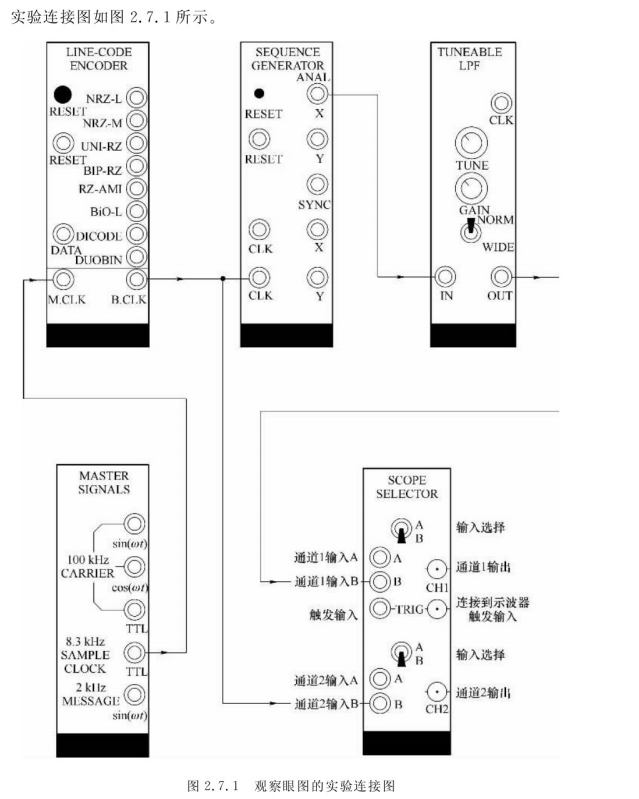 实验连接图如图 2.7.1 所示。
LINE-CODE
ENCODER
RESET
NRZ-L
NRZ-M
RESET
UNI-RZ
BIP-RZ
RZ-AMI
BiO-L
DATA
DICODE
DUOBIN
M.CLK
B.CLK
SEQUENCE
GENERATOR
ANAL
RESET
X
RESET
Y
SYNC
CLK
X
CLK
Y
TUNEABLE
LPF
CLK
TUNE
GAIN
NORM
WIDE
IN
OUT
MASTER
SIGNALS
sin(ωt)
100 kHz
CARRIER
cos(ωt)
TTL
8.3 kHz
SAMPLE
CLOCK
TTL
2 kHz
MESSAGE
sin(ωt)
SCOPE
SELECTOR
A
B
输入选择
通道1输入A
A
通道1输出
通道1输入B
B
CH1
触发输入
TRIG
连接到示波器
触发输入
A
B
输入选择
通道2输入A
A
通道2输出
通道2输入B
B
CH2
图 2.7.1 观察眼图的实验连接图